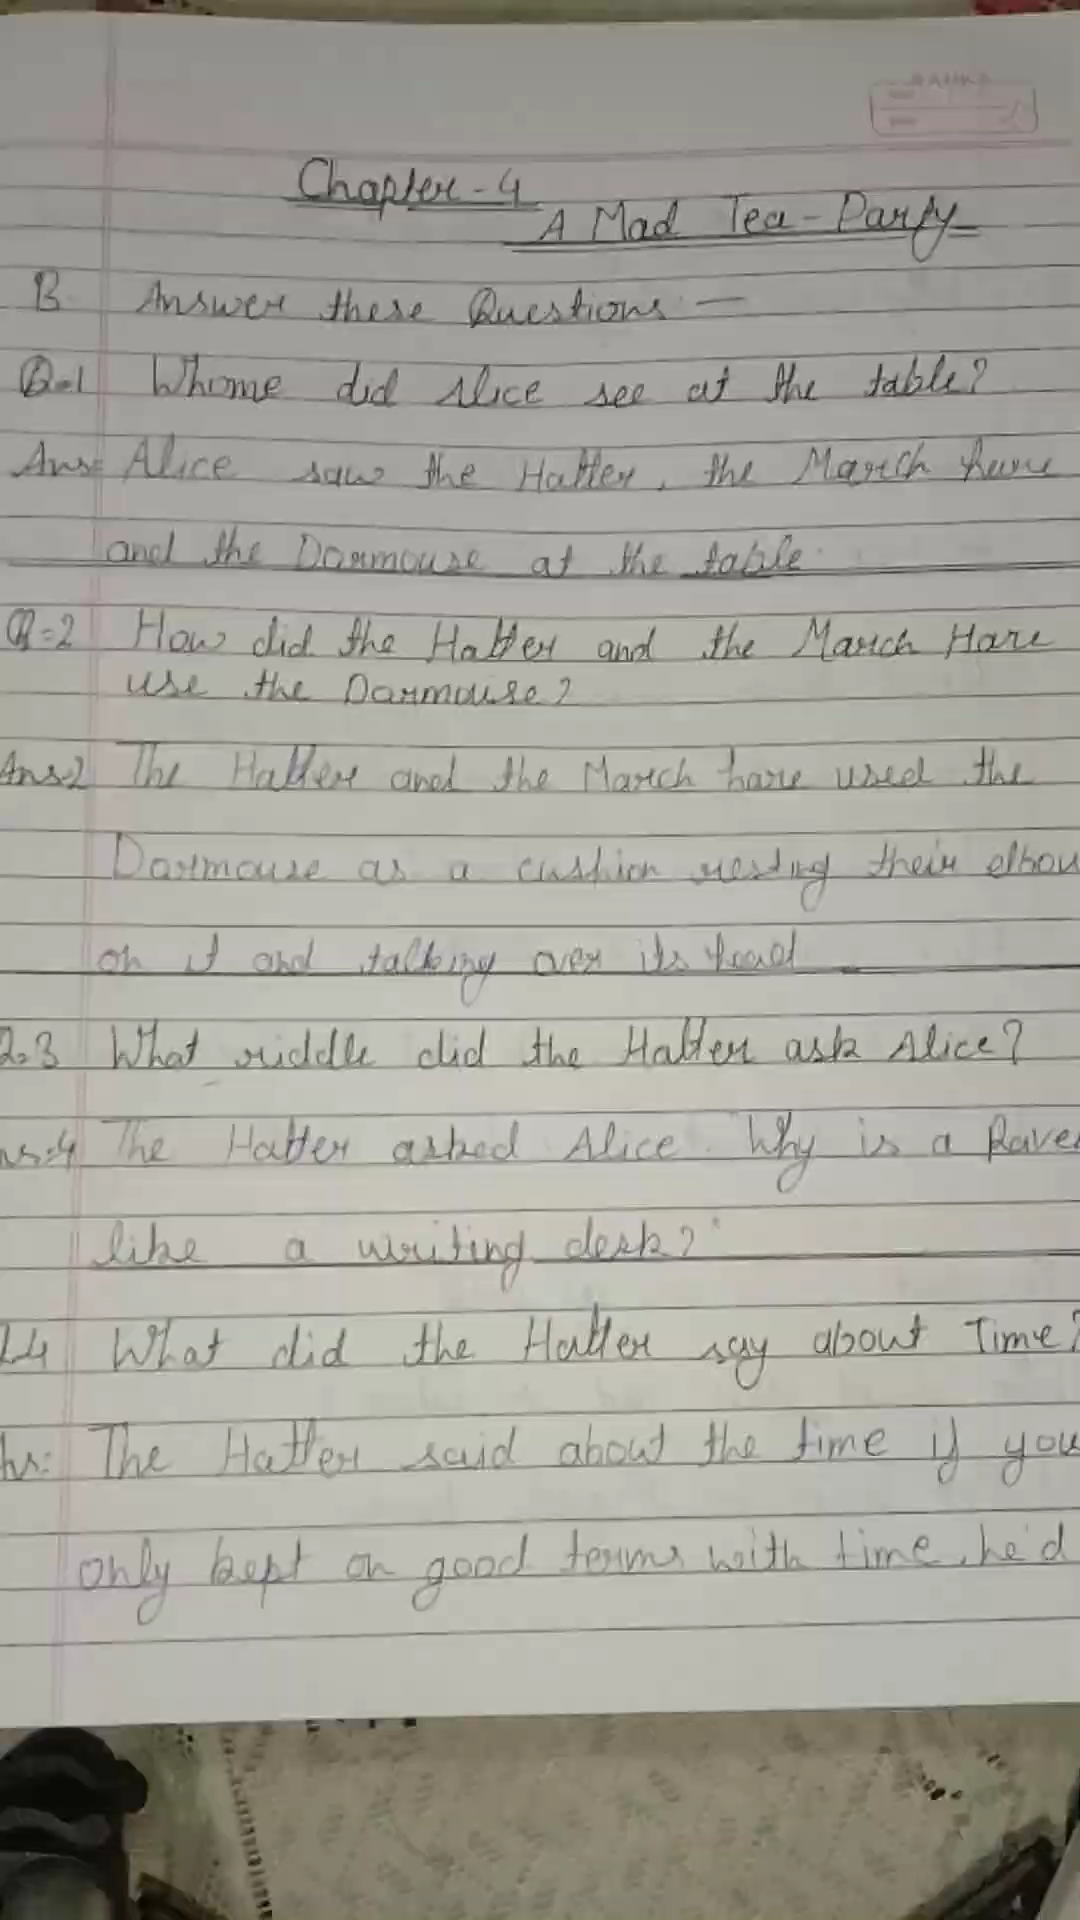 Chapter-4
A Mad Tea-Party
B. Answer these Questions:—
Q-1 Whome did Alice see at the table?
Ans= Alice saw the Hatter, the March hare
and the Dormouse at the table.
Q=2 How did the Hatter and the March Hare
use the Dormouse?
Ans-2 The Hatter and the March hare used the
Dormouse as a cushion resting their elbow
on it and talking over its head
Q.3 What riddle did the Hatter ask Alice?
ns-4 The Hatter asked Alice. "Why is a Rave
like a writing desk?"
2-4 What did the Hatter say about Time?
ns: The Hatter said about the time if you
only kept on good terms with time, he'd